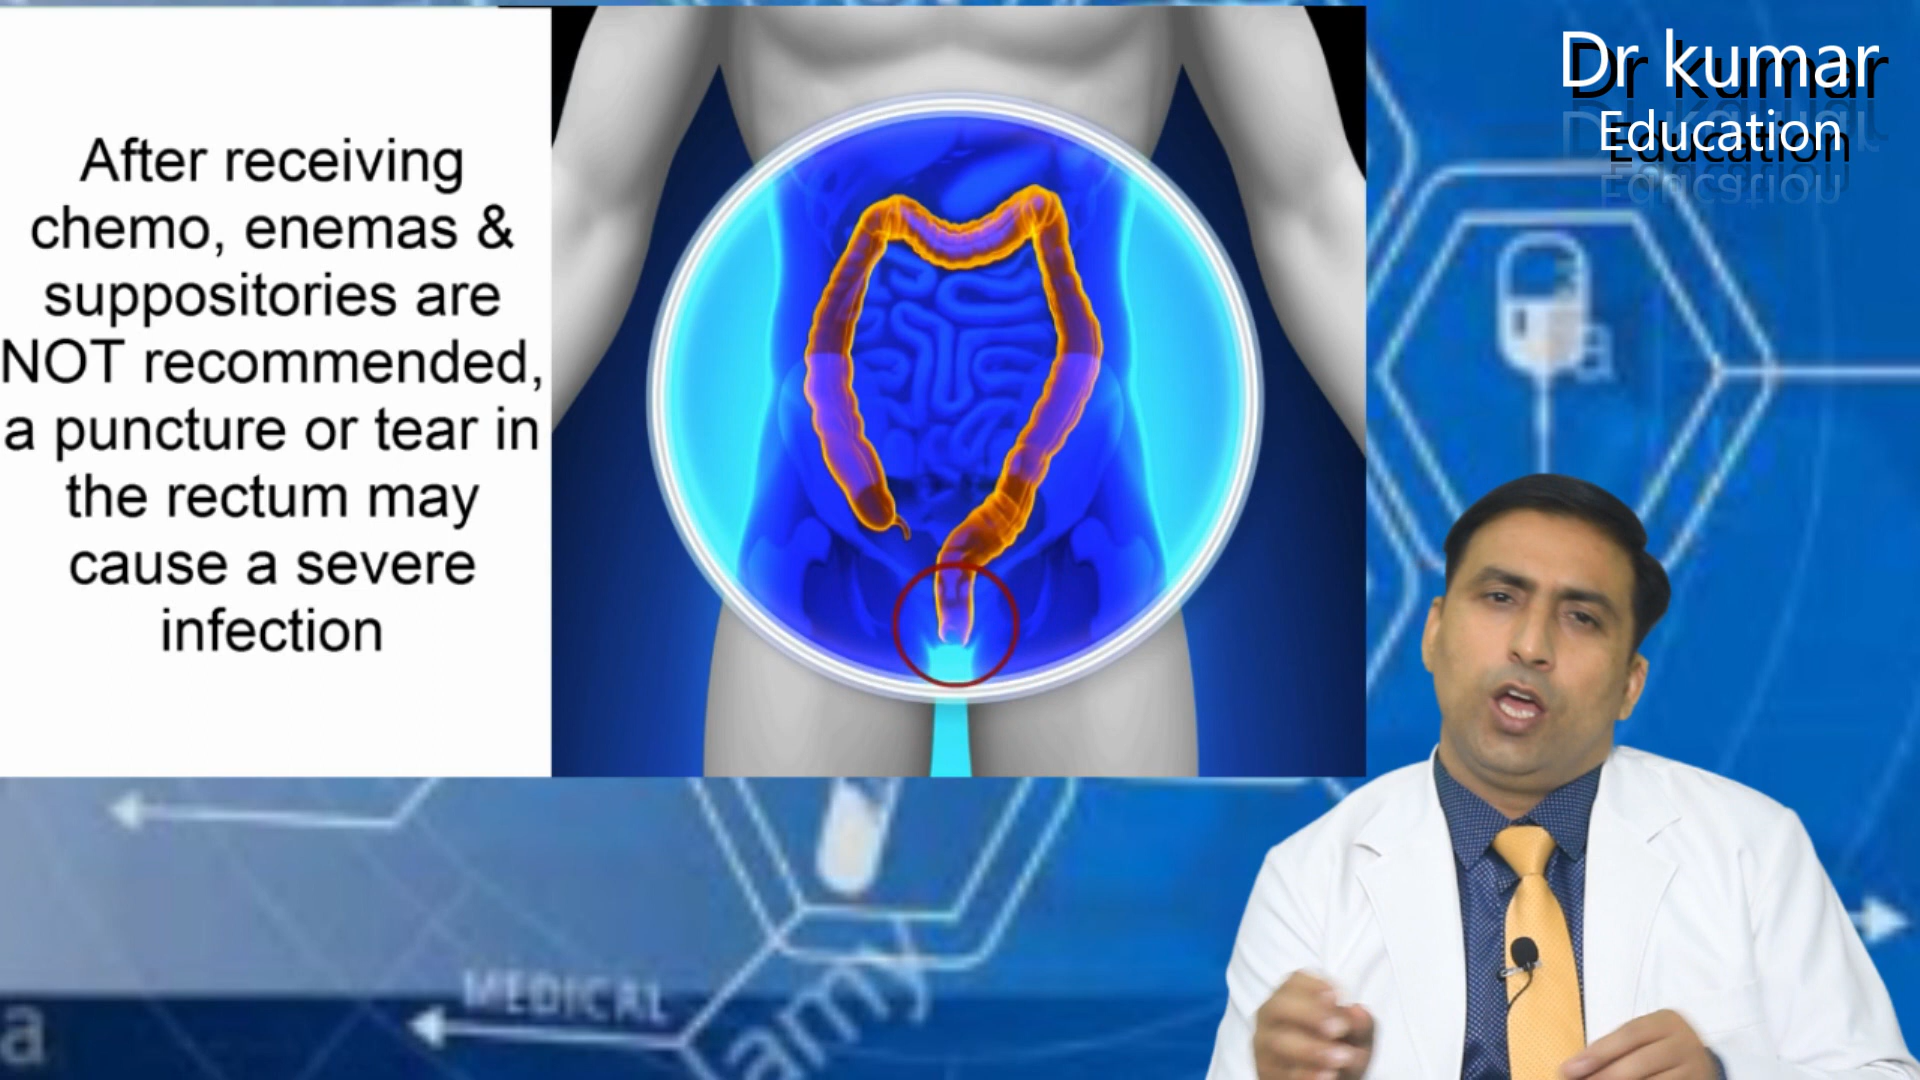 After receiving
chemo, enemas &
suppositories are
NOT recommended,
a puncture or tear in
the rectum may
cause a severe
infection
Dr kumar
Education
a
MEDICAL
amy
a